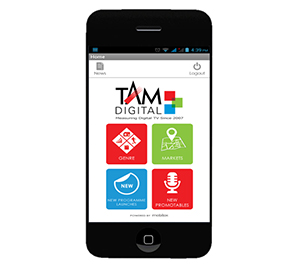 4:39 PM
Home
News
Logout
TAM
DIGITAL
Measuring Digital TV Since 2007
GENRE
MARKETS
NEW
NEW PROGRAMME
LAUNCHES
NEW
PROMOTABLES
POWERED BY